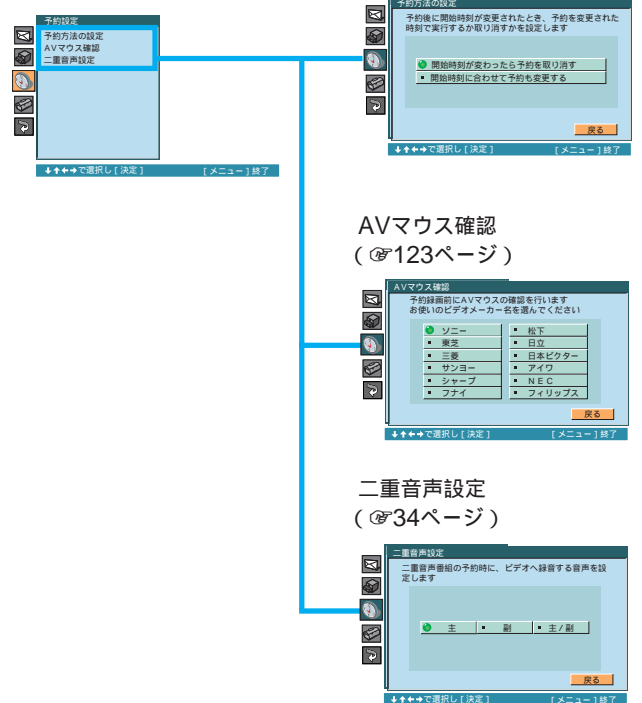 予約設定
予約方法の設定
AVマウス確認
二重音声設定
↓↑←→で選択し[決定] [メニュー]終了
予約方法の設定
予約後に開始時刻が変更されたとき、予約を変更された
時刻で実行するか取り消すかを設定します
開始時刻が変わったら予約を取り消す
開始時刻に合わせて予約も変更する
戻る
↓↑←→で選択し[決定] [メニュー]終了
AVマウス確認
(☞123ページ)
AVマウス確認
予約録画前にAVマウスの確認を行います
お使いのビデオメーカー名を選んでください
ソニー 松下
東芝 日立
三菱 日本ビクター
サンヨー アイワ
シャープ NEC
フナイ フィリップス
戻る
↓↑←→で選択し[決定] [メニュー]終了
二重音声設定
(☞34ページ)
二重音声設定
二重音声番組の予約時に、ビデオへ録音する音声を設
定します
主 副 主/副
戻る
↓↑←→で選択し[決定] [メニュー]終了